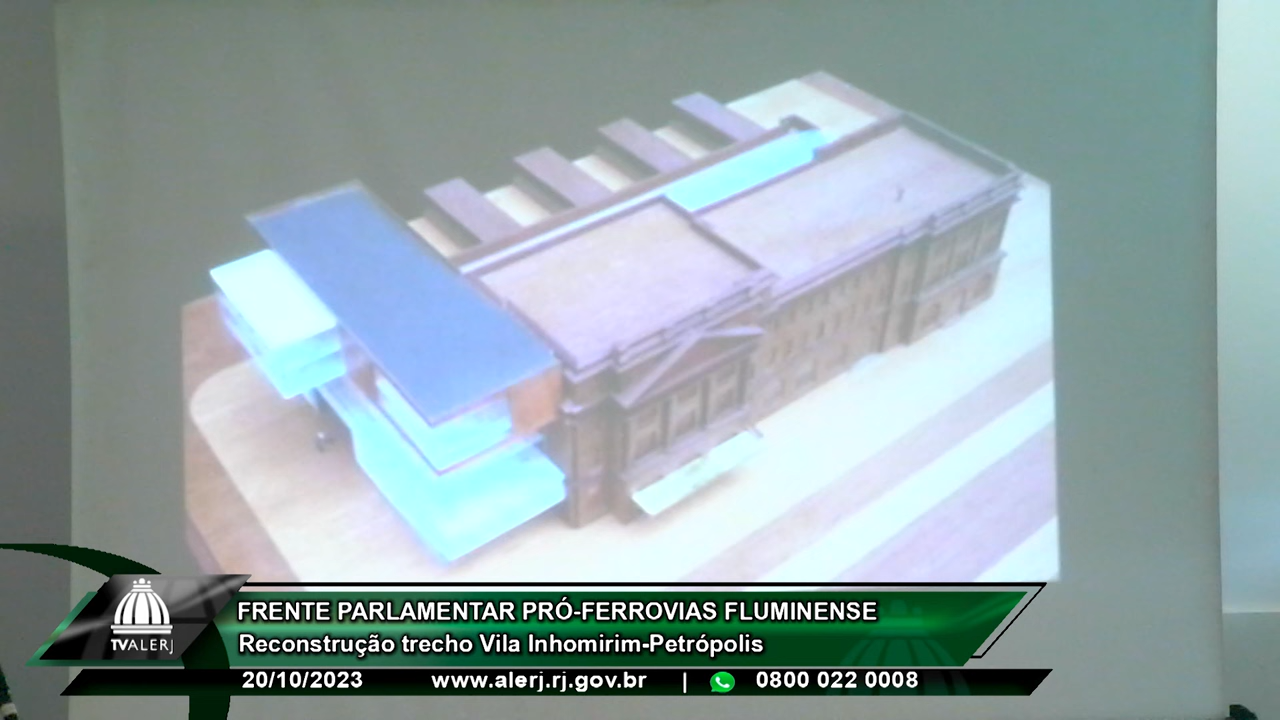 FRENTE PARLAMENTAR PRÓ-FERROVIAS FLUMINENSE
Reconstrução trecho Vila Inhomirim-Petrópolis
TVALERJ
20/10/2023 www.alerj.rj.gov.br | 0800 022 0008